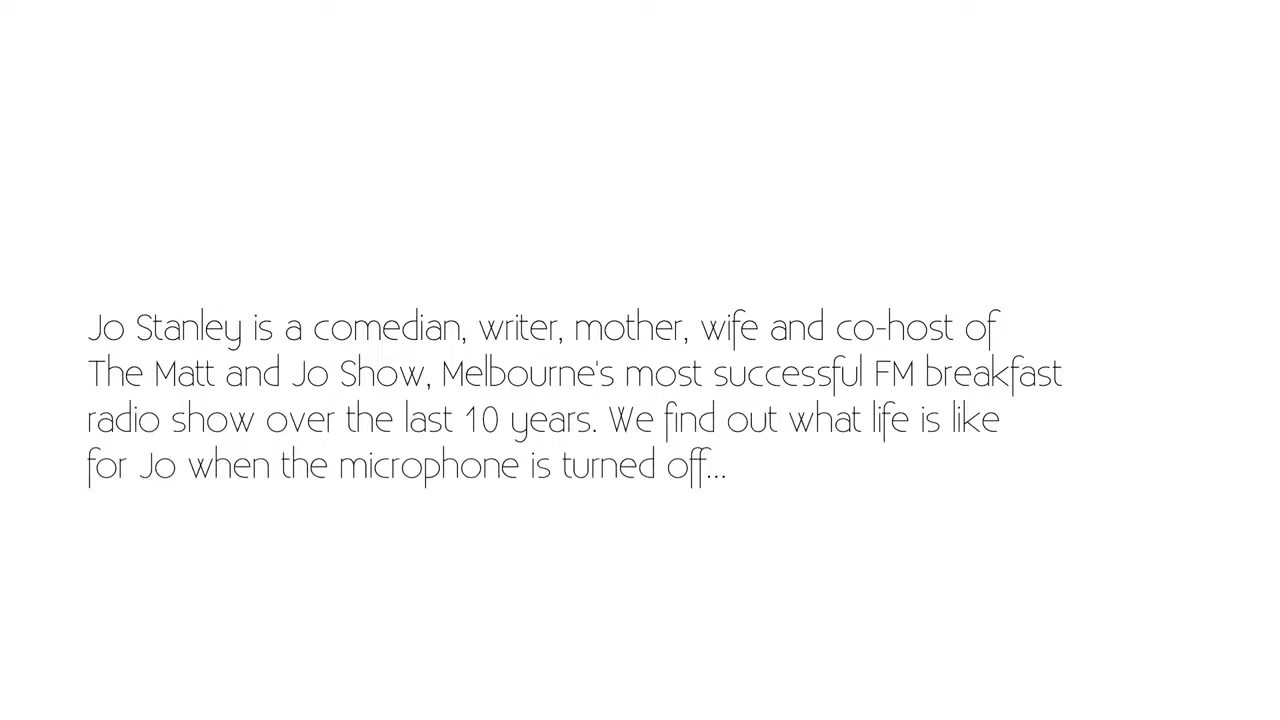 Jo Stanley is a comedian, writer, mother, wife and co-host of
The Matt and Jo Show, Melbourne's most successful FM breakfast
radio show over the last 10 years. We find out what life is like
for Jo when the microphone is turned off...